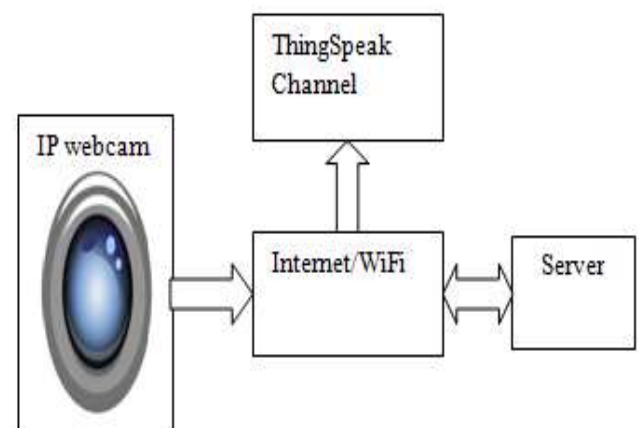 ThingSpeak
Channel
IP webcam
Internet/WiFi
Server